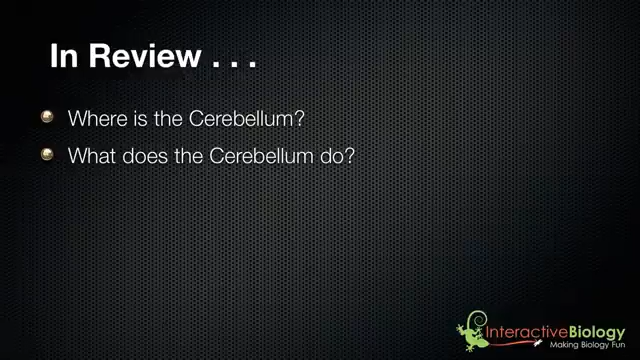 In Review . . .
Where is the Cerebellum?
What does the Cerebellum do?
InteractiveBiology
Making Biology Fun